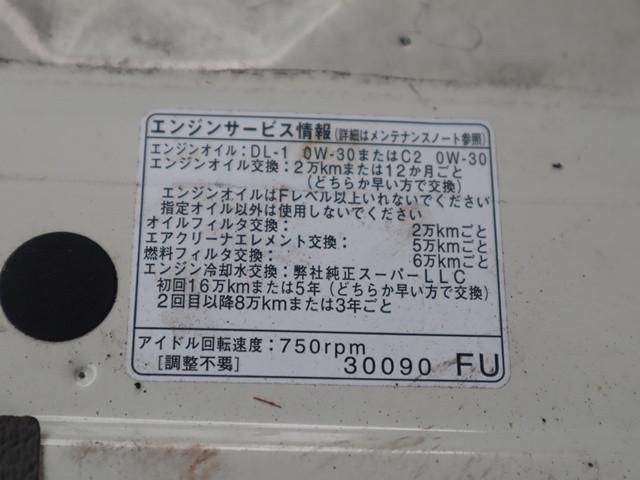 エンジンサービス情報(詳細はメンテナンスノート参照)
エンジンオイル:DL-1 0W-30またはC2 0W-30
エンジンオイル交換:2万kmまたは12か月ごと
(どちらか早い方で交換)
エンジンオイルはFレベル以上いれないでください
指定オイル以外は使用しないでください
オイルフィルタ交換: 2万kmごと
エアクリーナエレメント交換: 5万kmごと
燃料フィルタ交換: 6万kmごと
エンジン冷却水交換:弊社純正スーパーLLC
初回16万kmまたは5年(どちらか早い方で交換)
2回目以降8万kmまたは3年ごと
アイドル回転速度:750rpm
[調整不要] 30090 FU